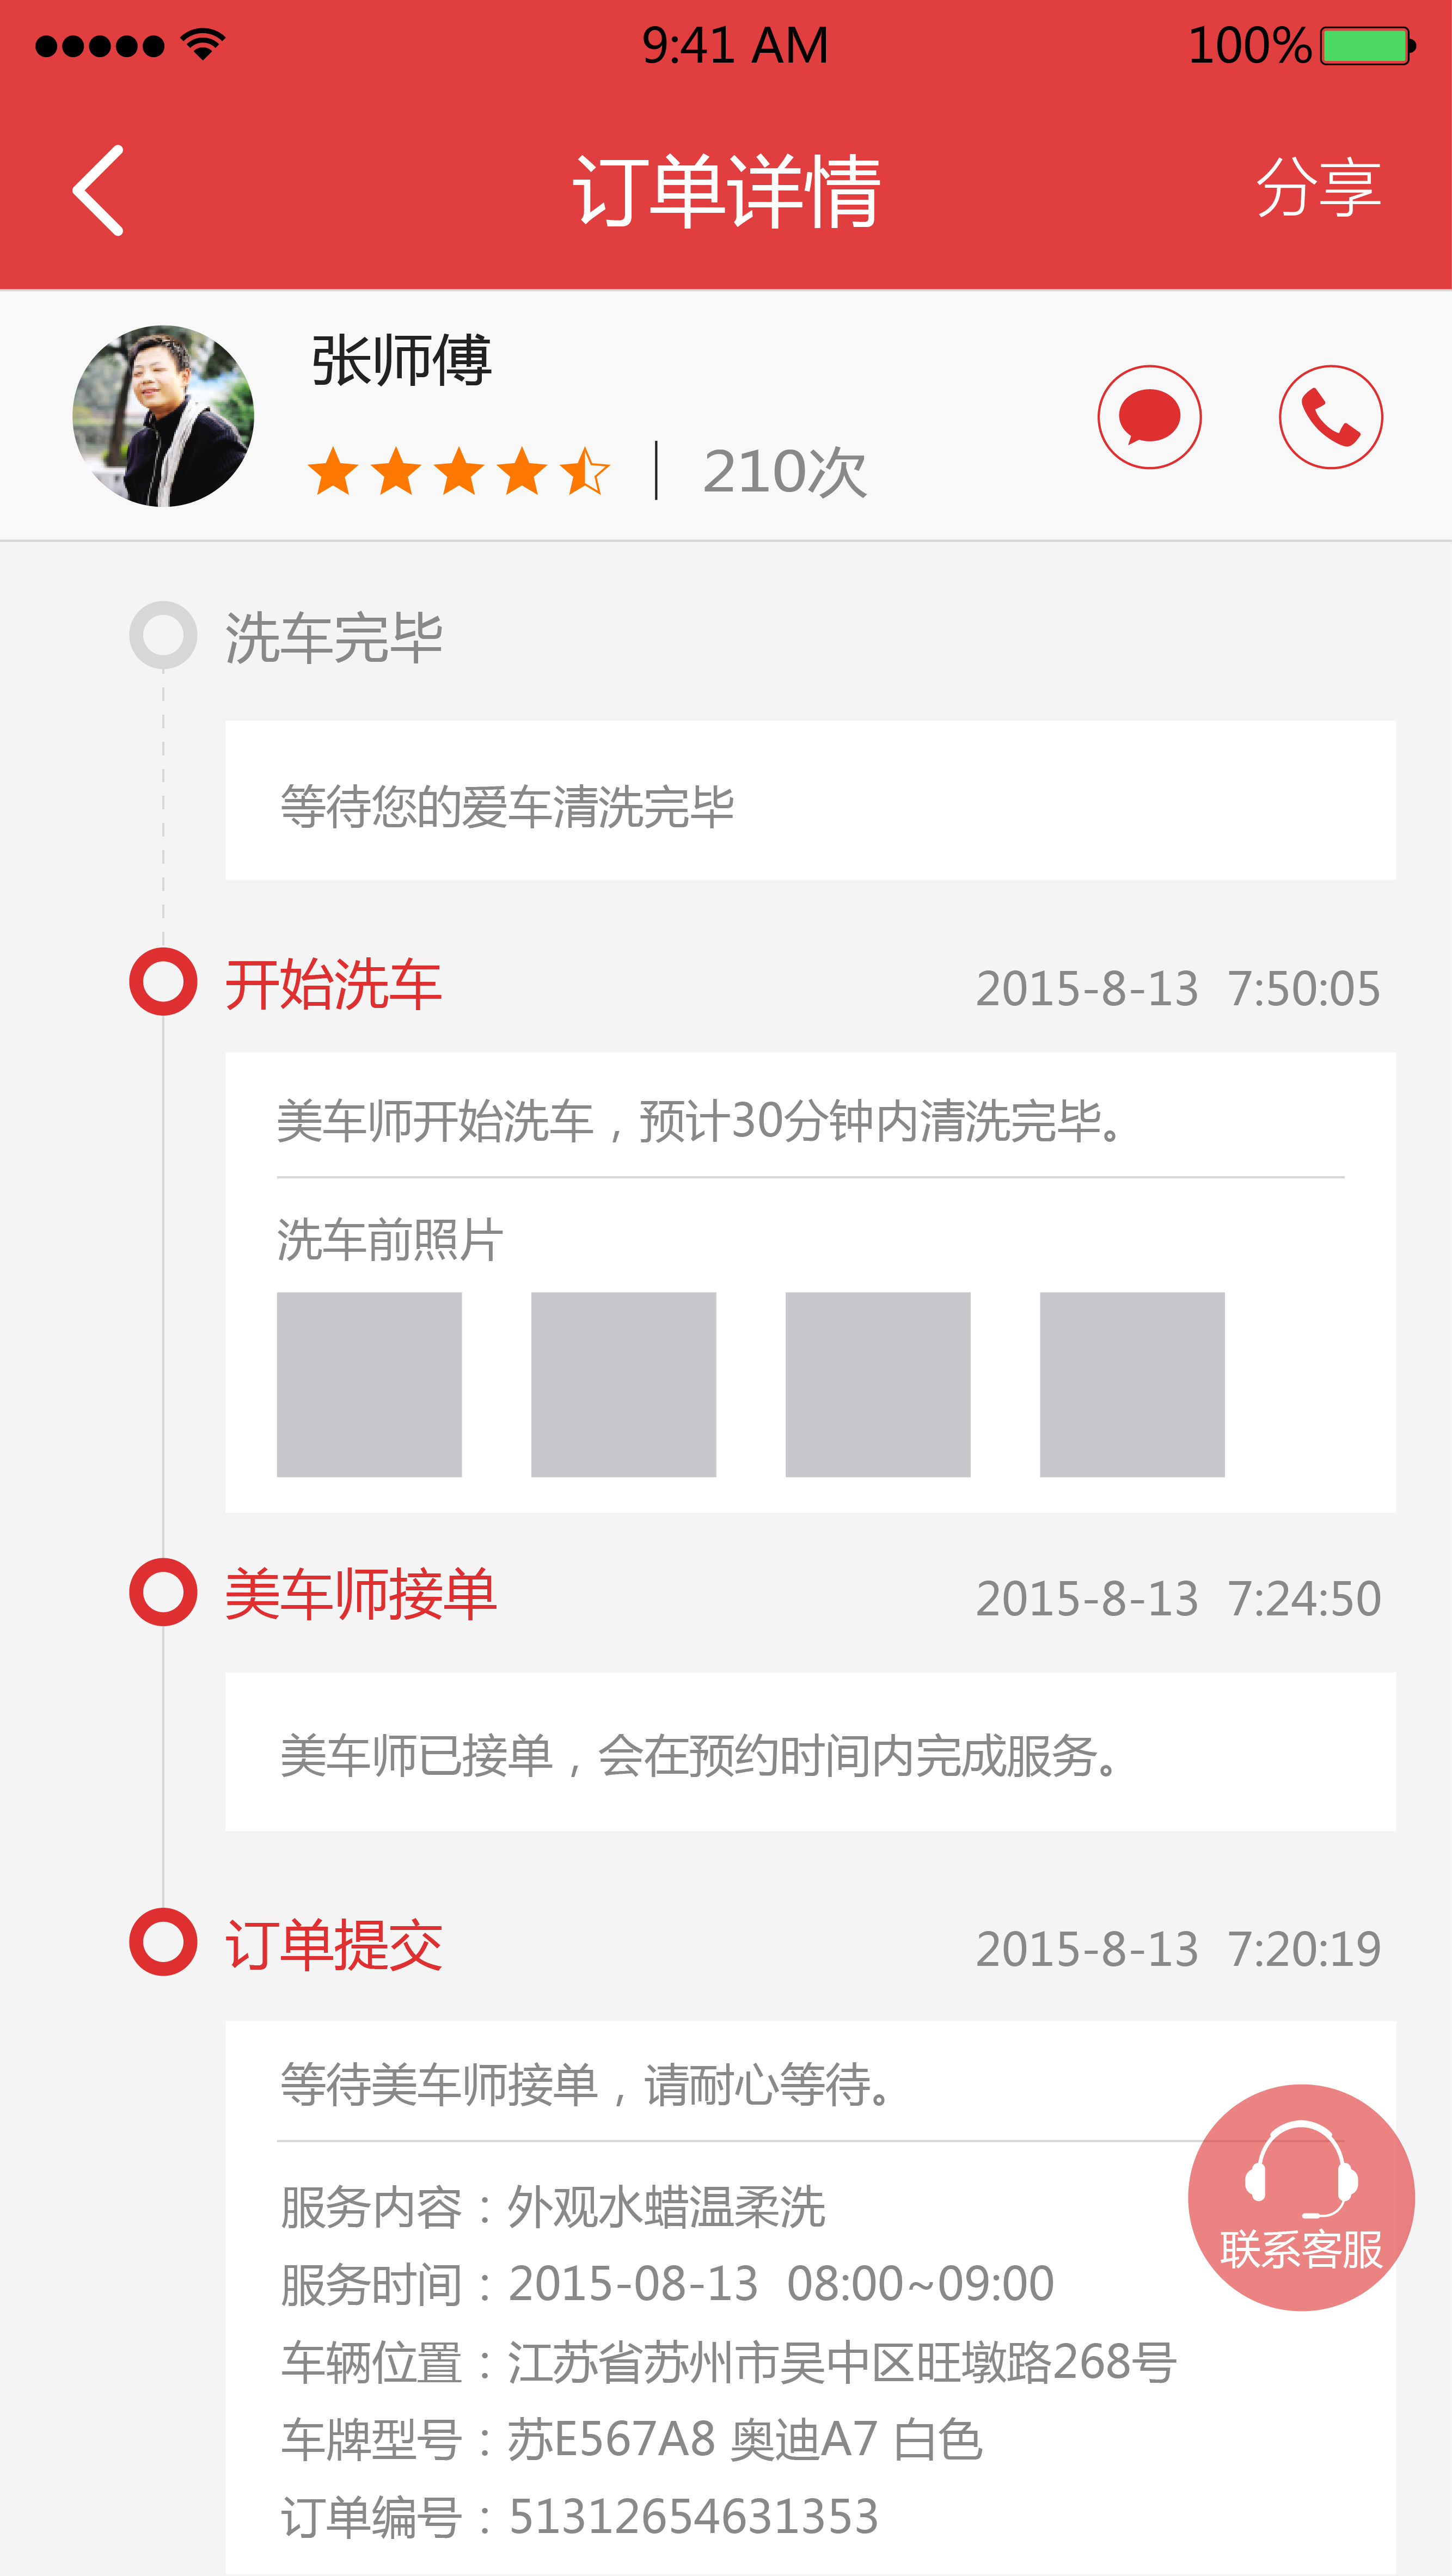 9:41 AM
100%
订单详情
分享
张师傅
210次
洗车完毕
等待您的爱车清洗完毕
开始洗车
2015-8-13 7:50:05
美车师开始洗车，预计30分钟内清洗完毕。
洗车前照片
美车师接单
2015-8-13 7:24:50
美车师已接单，会在预约时间内完成服务。
订单提交
2015-8-13 7:20:19
等待美车师接单，请耐心等待。
服务内容：外观水蜡温柔洗
联系客服
服务时间：2015-08-13 08:00~09:00
车辆位置：江苏省苏州市吴中区旺墩路268号
车牌型号：苏E567A8 奥迪A7 白色
订单编号：51312654631353